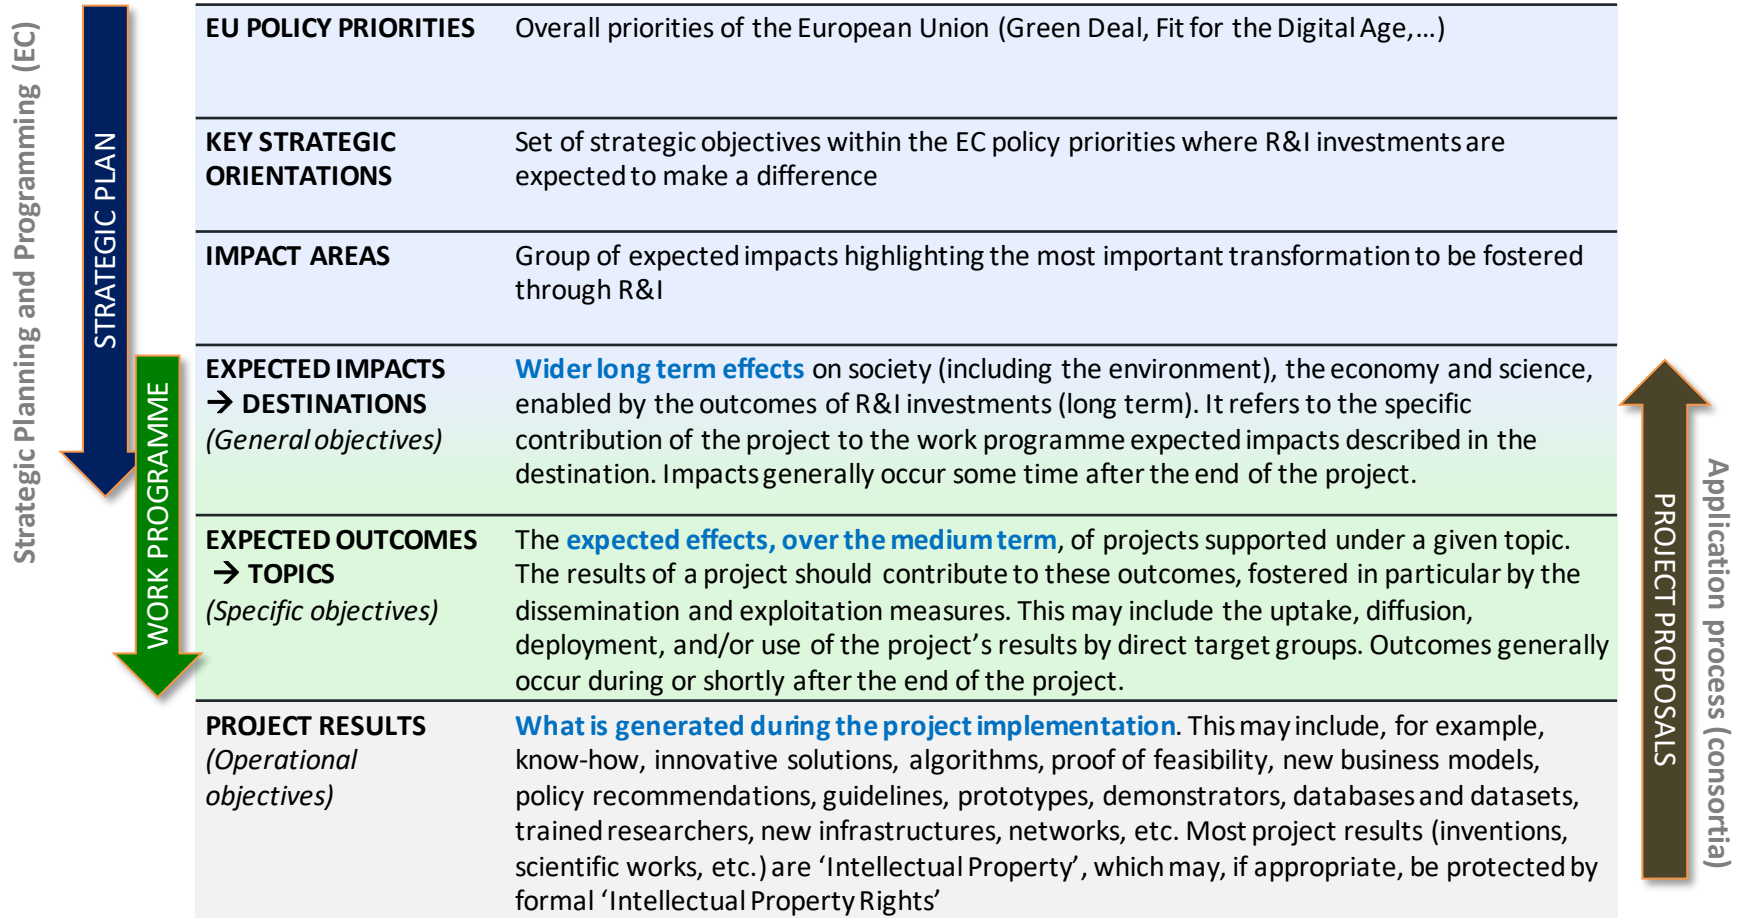 Strategic Planning and Programming (EC)
STRATEGIC PLAN
WORK PROGRAMME
EU POLICY PRIORITIES
Overall priorities of the European Union (Green Deal, Fit for the Digital Age,…)
KEY STRATEGIC
ORIENTATIONS
Set of strategic objectives within the EC policy priorities where R&I investments are
expected to make a difference
IMPACT AREAS
Group of expected impacts highlighting the most important transformation to be fostered
through R&I
EXPECTED IMPACTS
→ DESTINATIONS
(General objectives)
Wider long term effects on society (including the environment), the economy and science,
enabled by the outcomes of R&I investments (long term). It refers to the specific
contribution of the project to the work programme expected impacts described in the
destination. Impacts generally occur some time after the end of the project.
EXPECTED OUTCOMES
→ TOPICS
(Specific objectives)
The expected effects, over the medium term, of projects supported under a given topic.
The results of a project should contribute to these outcomes, fostered in particular by the
dissemination and exploitation measures. This may include the uptake, diffusion,
deployment, and/or use of the project's results by direct target groups. Outcomes generally
occur during or shortly after the end of the project.
PROJECT RESULTS
(Operational
objectives)
What is generated during the project implementation. This may include, for example,
know-how, innovative solutions, algorithms, proof of feasibility, new business models,
policy recommendations, guidelines, prototypes, demonstrators, databases and datasets,
trained researchers, new infrastructures, networks, etc. Most project results (inventions,
scientific works, etc.) are ‘Intellectual Property’, which may, if appropriate, be protected by
formal ‘Intellectual Property Rights’
PROJECT PROPOSALS
Application process (consortia)